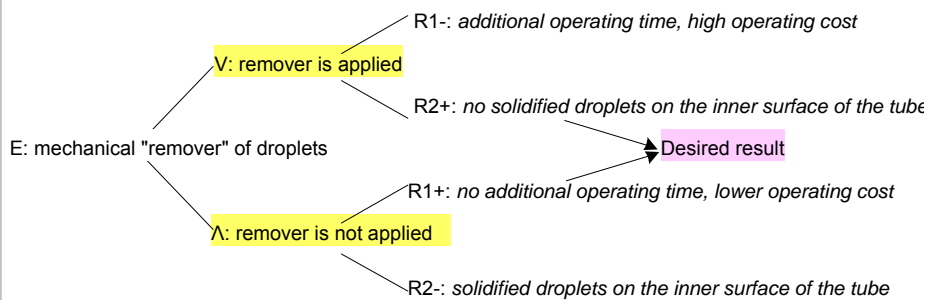 R1-: additional operating time, high operating cost
V: remover is applied
R2+: no solidified droplets on the inner surface of the tube
E: mechanical "remover" of droplets
Desired result
R1+: no additional operating time, lower operating cost
Λ: remover is not applied
R2-: solidified droplets on the inner surface of the tube